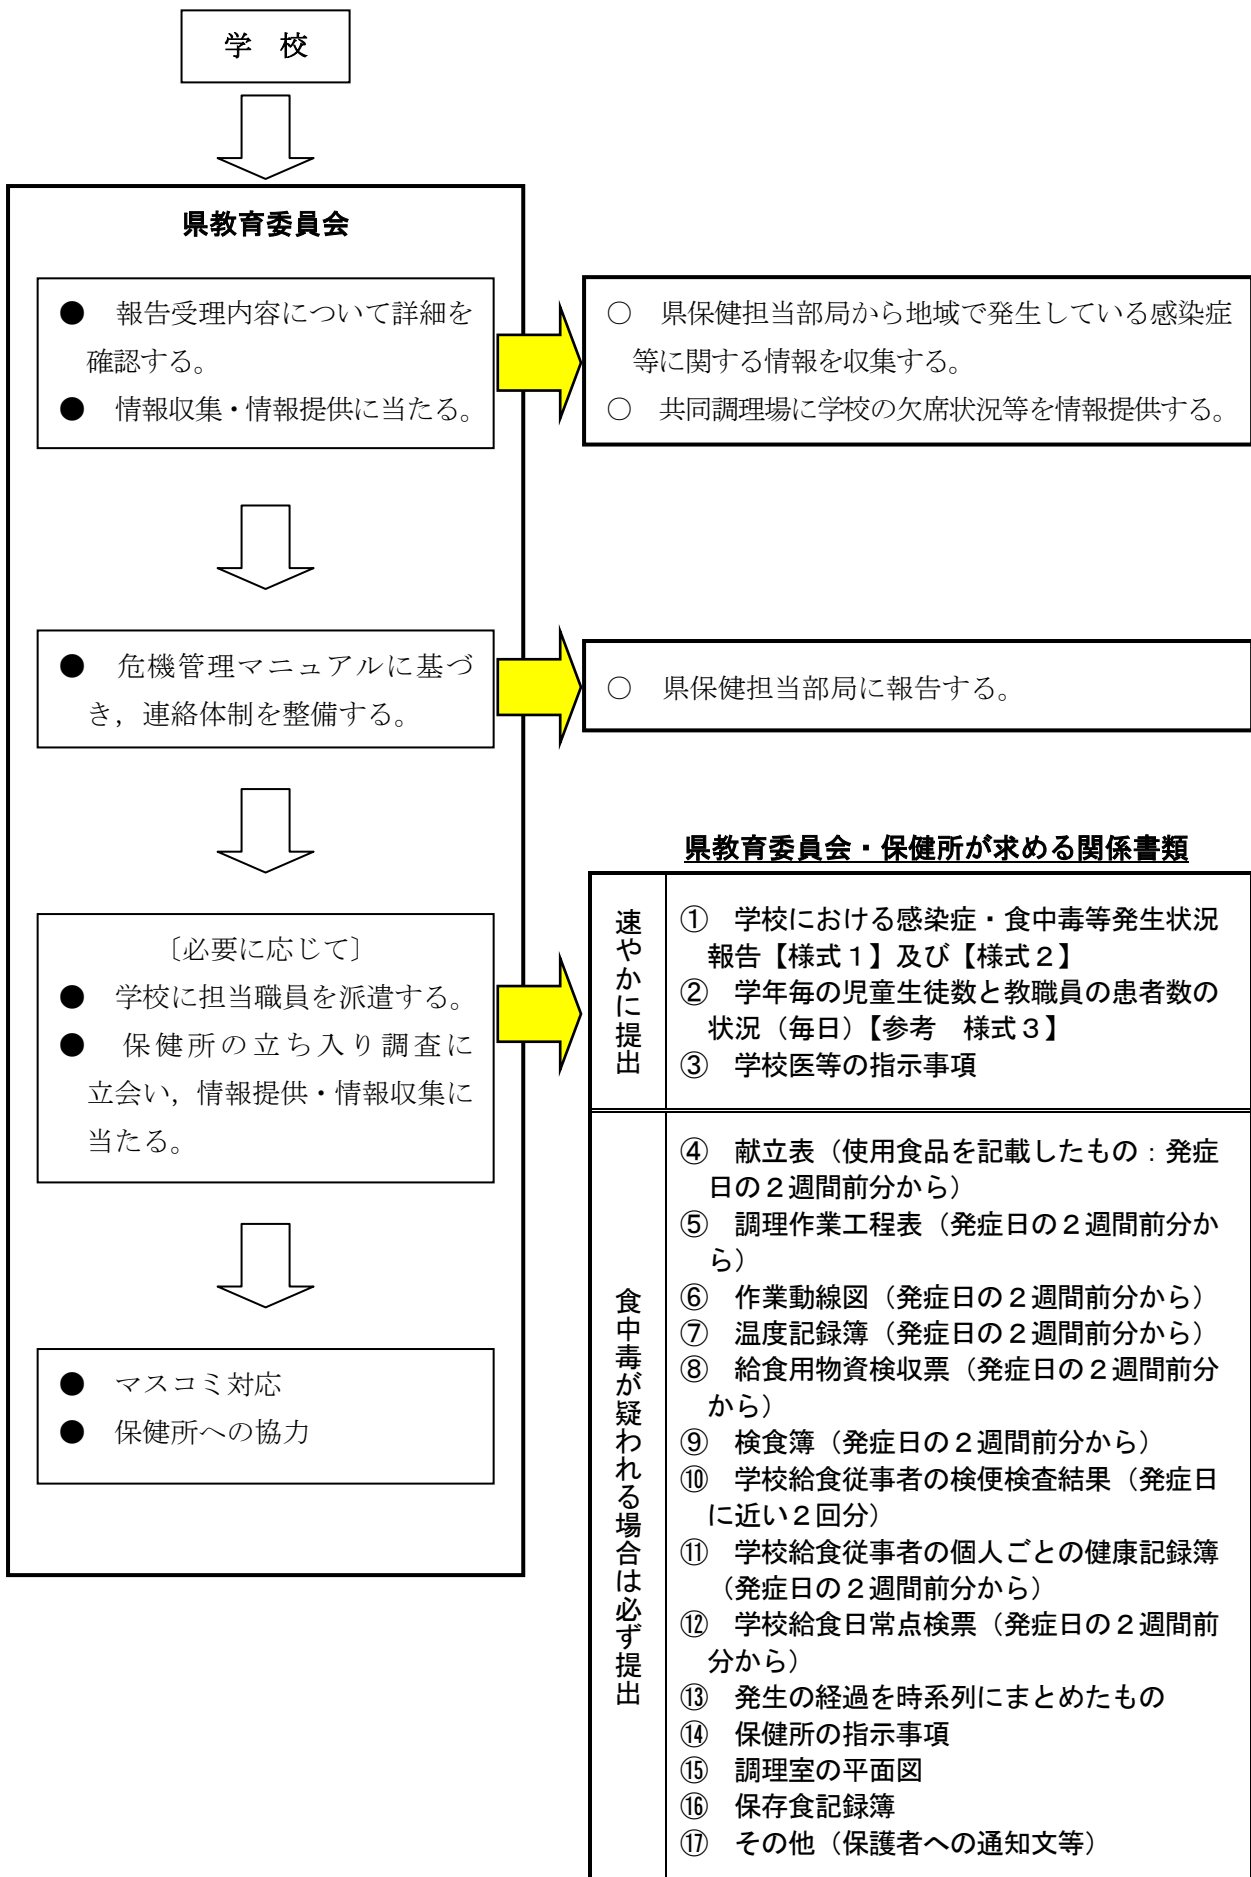 学 校
県教育委員会
● 報告受理内容について詳細を
確認する。
● 情報収集・情報提供に当たる。
○ 県保健担当部局から地域で発生している感染症
等に関する情報を収集する。
○ 共同調理場に学校の欠席状況等を情報提供する。
● 危機管理マニュアルに基づ
き，連絡体制を整備する。
○ 県保健担当部局に報告する。
〔必要に応じて〕
● 学校に担当職員を派遣する。
● 保健所の立ち入り調査に
立会い，情報提供・情報収集に
当たる。
● マスコミ対応
● 保健所への協力
県教育委員会・保健所が求める関係書類
速やかに提出
① 学校における感染症・食中毒等発生状況
報告【様式１】及び【様式２】
② 学年毎の児童生徒数と教職員の患者数の
状況（毎日）【参考 様式３】
③ 学校医等の指示事項
食中毒が疑われる場合は必ず提出
④ 献立表（使用食品を記載したもの：発症
日の２週間前分から）
⑤ 調理作業工程表（発症日の２週間前分か
ら）
⑥ 作業動線図（発症日の２週間前分から）
⑦ 温度記録簿（発症日の２週間前分から）
⑧ 給食用物資検収票（発症日の２週間前分
から）
⑨ 検食簿（発症日の２週間前分から）
⑩ 学校給食従事者の検便検査結果（発症日
に近い２回分）
⑪ 学校給食従事者の個人ごとの健康記録簿
（発症日の２週間前分から）
⑫ 学校給食日常点検票（発症日の２週間前
分から）
⑬ 発生の経過を時系列にまとめたもの
⑭ 保健所の指示事項
⑮ 調理室の平面図
⑯ 保存食記録簿
⑰ その他（保護者への通知文等）